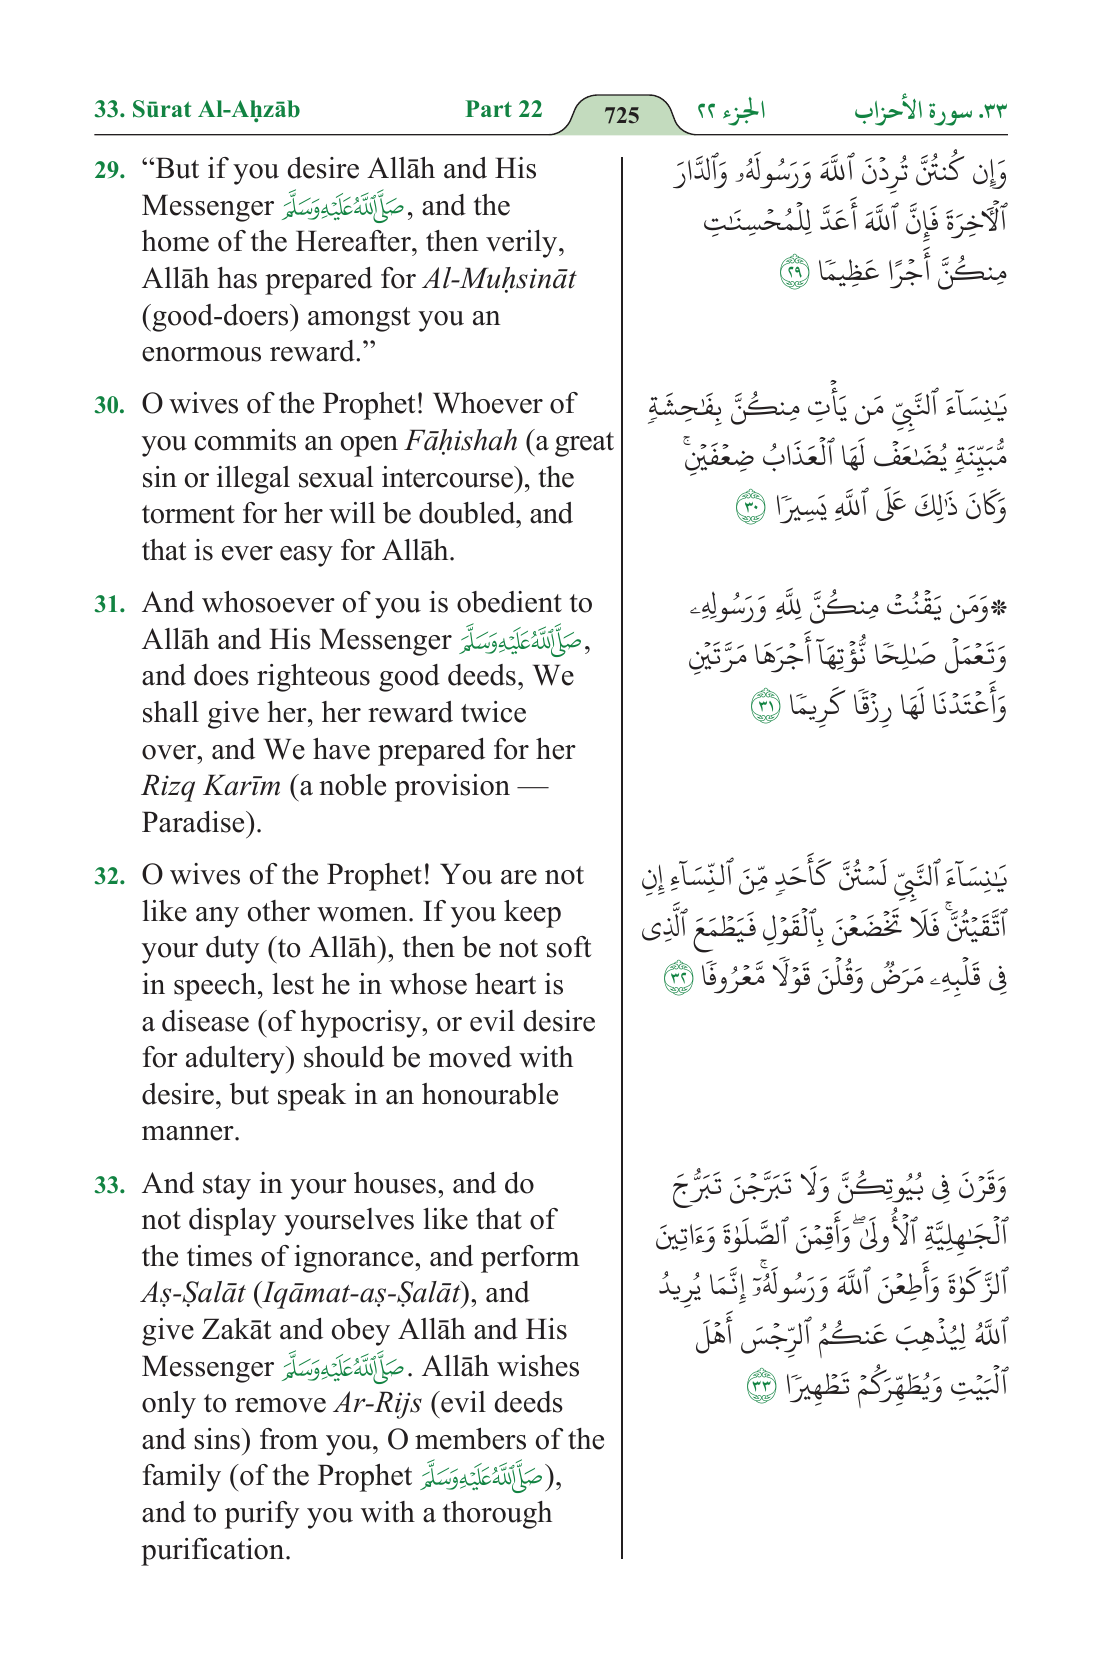 33. Sūrat Al-Aḥzāb
Part 22
725
الجزء ٢٢
٣٣. سورة الأحزاب
29. “But if you desire Allāh and His
Messenger ﷺ, and the
home of the Hereafter, then verily,
Allāh has prepared for Al-Muḥsināt
(good-doers) amongst you an
enormous reward.”
وَإِن كُنتُنَّ تُرِدْنَ ٱللَّهَ وَرَسُولَهُۥ وَٱلدَّارَ
ٱلْـَٔاخِرَةَ فَإِنَّ ٱللَّهَ أَعَدَّ لِلْمُحْسِنَـٰتِ
مِنكُنَّ أَجْرًا عَظِيمًا ٢٩
30. O wives of the Prophet! Whoever of
you commits an open Fāḥishah (a great
sin or illegal sexual intercourse), the
torment for her will be doubled, and
that is ever easy for Allāh.
يَـٰنِسَآءَ ٱلنَّبِىِّ مَن يَأْتِ مِنكُنَّ بِفَـٰحِشَةٍ
مُّبَيِّنَةٍ يُضَـٰعَفْ لَهَا ٱلْعَذَابُ ضِعْفَيْنِ ۚ
وَكَانَ ذَٰلِكَ عَلَى ٱللَّهِ يَسِيرًا ٣٠
31. And whosoever of you is obedient to
Allāh and His Messenger ﷺ,
and does righteous good deeds, We
shall give her, her reward twice
over, and We have prepared for her
Rizq Karīm (a noble provision —
Paradise).
۞وَمَن يَقْنُتْ مِنكُنَّ لِلَّهِ وَرَسُولِهِۦ
وَتَعْمَلْ صَـٰلِحًا نُّؤْتِهَآ أَجْرَهَا مَرَّتَيْنِ
وَأَعْتَدْنَا لَهَا رِزْقًا كَرِيمًا ٣١
32. O wives of the Prophet! You are not
like any other women. If you keep
your duty (to Allāh), then be not soft
in speech, lest he in whose heart is
a disease (of hypocrisy, or evil desire
for adultery) should be moved with
desire, but speak in an honourable
manner.
يَـٰنِسَآءَ ٱلنَّبِىِّ لَسْتُنَّ كَأَحَدٍ مِّنَ ٱلنِّسَآءِ إِنِ
ٱتَّقَيْتُنَّ ۚ فَلَا تَخْضَعْنَ بِٱلْقَوْلِ فَيَطْمَعَ ٱلَّذِى
فِى قَلْبِهِۦ مَرَضٌ وَقُلْنَ قَوْلًا مَّعْرُوفًا ٣٢
33. And stay in your houses, and do
not display yourselves like that of
the times of ignorance, and perform
Aṣ-Ṣalāt (Iqāmat-aṣ-Ṣalāt), and
give Zakāt and obey Allāh and His
Messenger ﷺ. Allāh wishes
only to remove Ar-Rijs (evil deeds
and sins) from you, O members of the
family (of the Prophet ﷺ),
and to purify you with a thorough
purification.
وَقَرْنَ فِى بُيُوتِكُنَّ وَلَا تَبَرَّجْنَ تَبَرُّجَ
ٱلْجَـٰهِلِيَّةِ ٱلْأُولَىٰ ۖ وَأَقِمْنَ ٱلصَّلَوٰةَ وَءَاتِينَ
ٱلزَّكَوٰةَ وَأَطِعْنَ ٱللَّهَ وَرَسُولَهُۥٓ ۚ إِنَّمَا يُرِيدُ
ٱللَّهُ لِيُذْهِبَ عَنكُمُ ٱلرِّجْسَ أَهْلَ
ٱلْبَيْتِ وَيُطَهِّرَكُمْ تَطْهِيرًا ٣٣